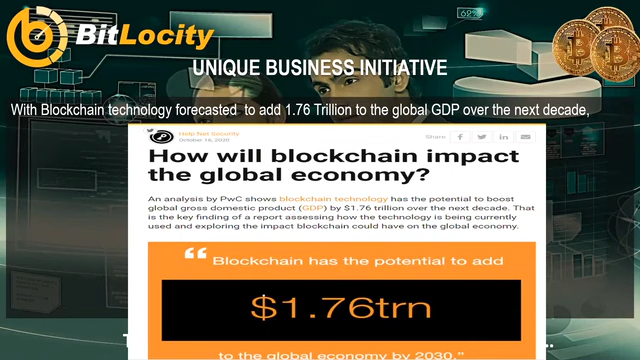 BitLocity
69%
UNIQUE BUSINESS INITIATIVE
With Blockchain technology forecasted to add 1.76 Trillion to the global GDP over the next decade,
Help Net Security
October 16, 2020
Share
How will blockchain impact
the global economy?
An analysis by PwC shows blockchain technology has the potential to boost
global gross domestic product (GDP) by $1.76 trillion over the next decade. That
is the key finding of a report assessing how the technology is being currently
used and exploring the impact blockchain could have on the global economy.
“ Blockchain has the potential to add
$1.76trn
to the global economy by 2030.”